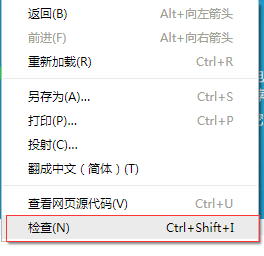 返回(B) Alt+向左箭头
前进(F) Alt+向右箭头
重新加载(R) Ctrl+R
另存为(A)... Ctrl+S
打印(P)... Ctrl+P
投射(C)...
翻成中文（简体）(T)
查看网页源代码(V) Ctrl+U
检查(N) Ctrl+Shift+I